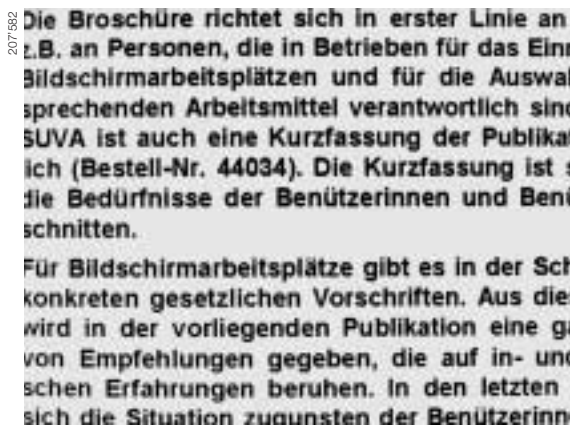 207'582
Die Broschüre richtet sich in erster Linie an
z.B. an Personen, die in Betrieben für das
Bildschirmarbeitsplätzen und für die
sprechenden Arbeitsmittel verantwortlich
SUVA ist auch eine Kurzfassung der
lich (Bestell-Nr. 44034). Die Kurzfassung ist
die Bedürfnisse der Benützerinnen und
schnitten.
Für Bildschirmarbeitsplätze gibt es in der
konkreten gesetzlichen Vorschriften. Aus
wird in der vorliegenden Publikation eine
von Empfehlungen gegeben, die auf in- und
schen Erfahrungen beruhen. In den letzten
sich die Situation zugunsten der